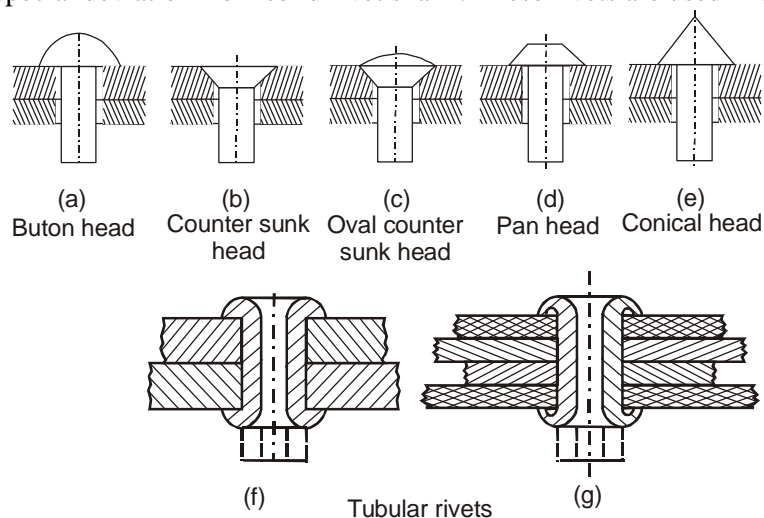 (a)
(b)
(c)
(d)
(e)
Buton head
Counter sunk
head
Oval counter
sunk head
Pan head
Conical head
(f)
(g)
Tubular rivets